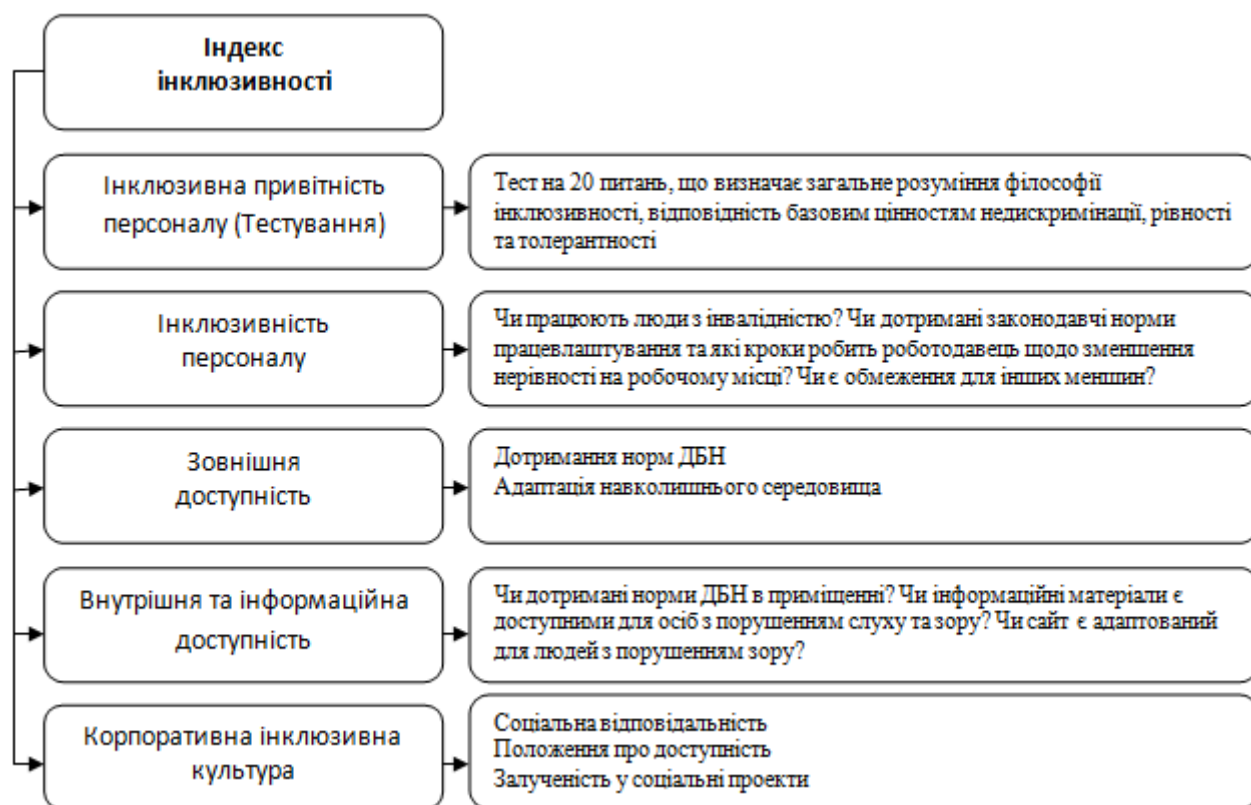 Індекс
інклюзивності
Інклюзивна привітність
персоналу (Тестування)
Тест на 20 питань, що визначає загальне розуміння філософії
інклюзивності, відповідність базовим цінностям недискримінації, рівності
та толерантності
Інклюзивність
персоналу
Чи працюють люди з інвалідністю? Чи дотримані законодавчі норми
працевлаштування та які кроки робить роботодавець щодо зменшення
нерівності на робочому місці? Чи є обмеження для інших меншин?
Зовнішня
доступність
Дотримання норм ДБН
Адаптація навколишнього середовища
Внутрішня та інформаційна
доступність
Чи дотримані норми ДБН в приміщенні? Чи інформаційні матеріали є
доступними для осіб з порушенням слуху та зору? Чи сайт є адаптований
для людей з порушенням зору?
Корпоративна інклюзивна
культура
Соціальна відповідальність
Положення про доступність
Залученість у соціальні проекти